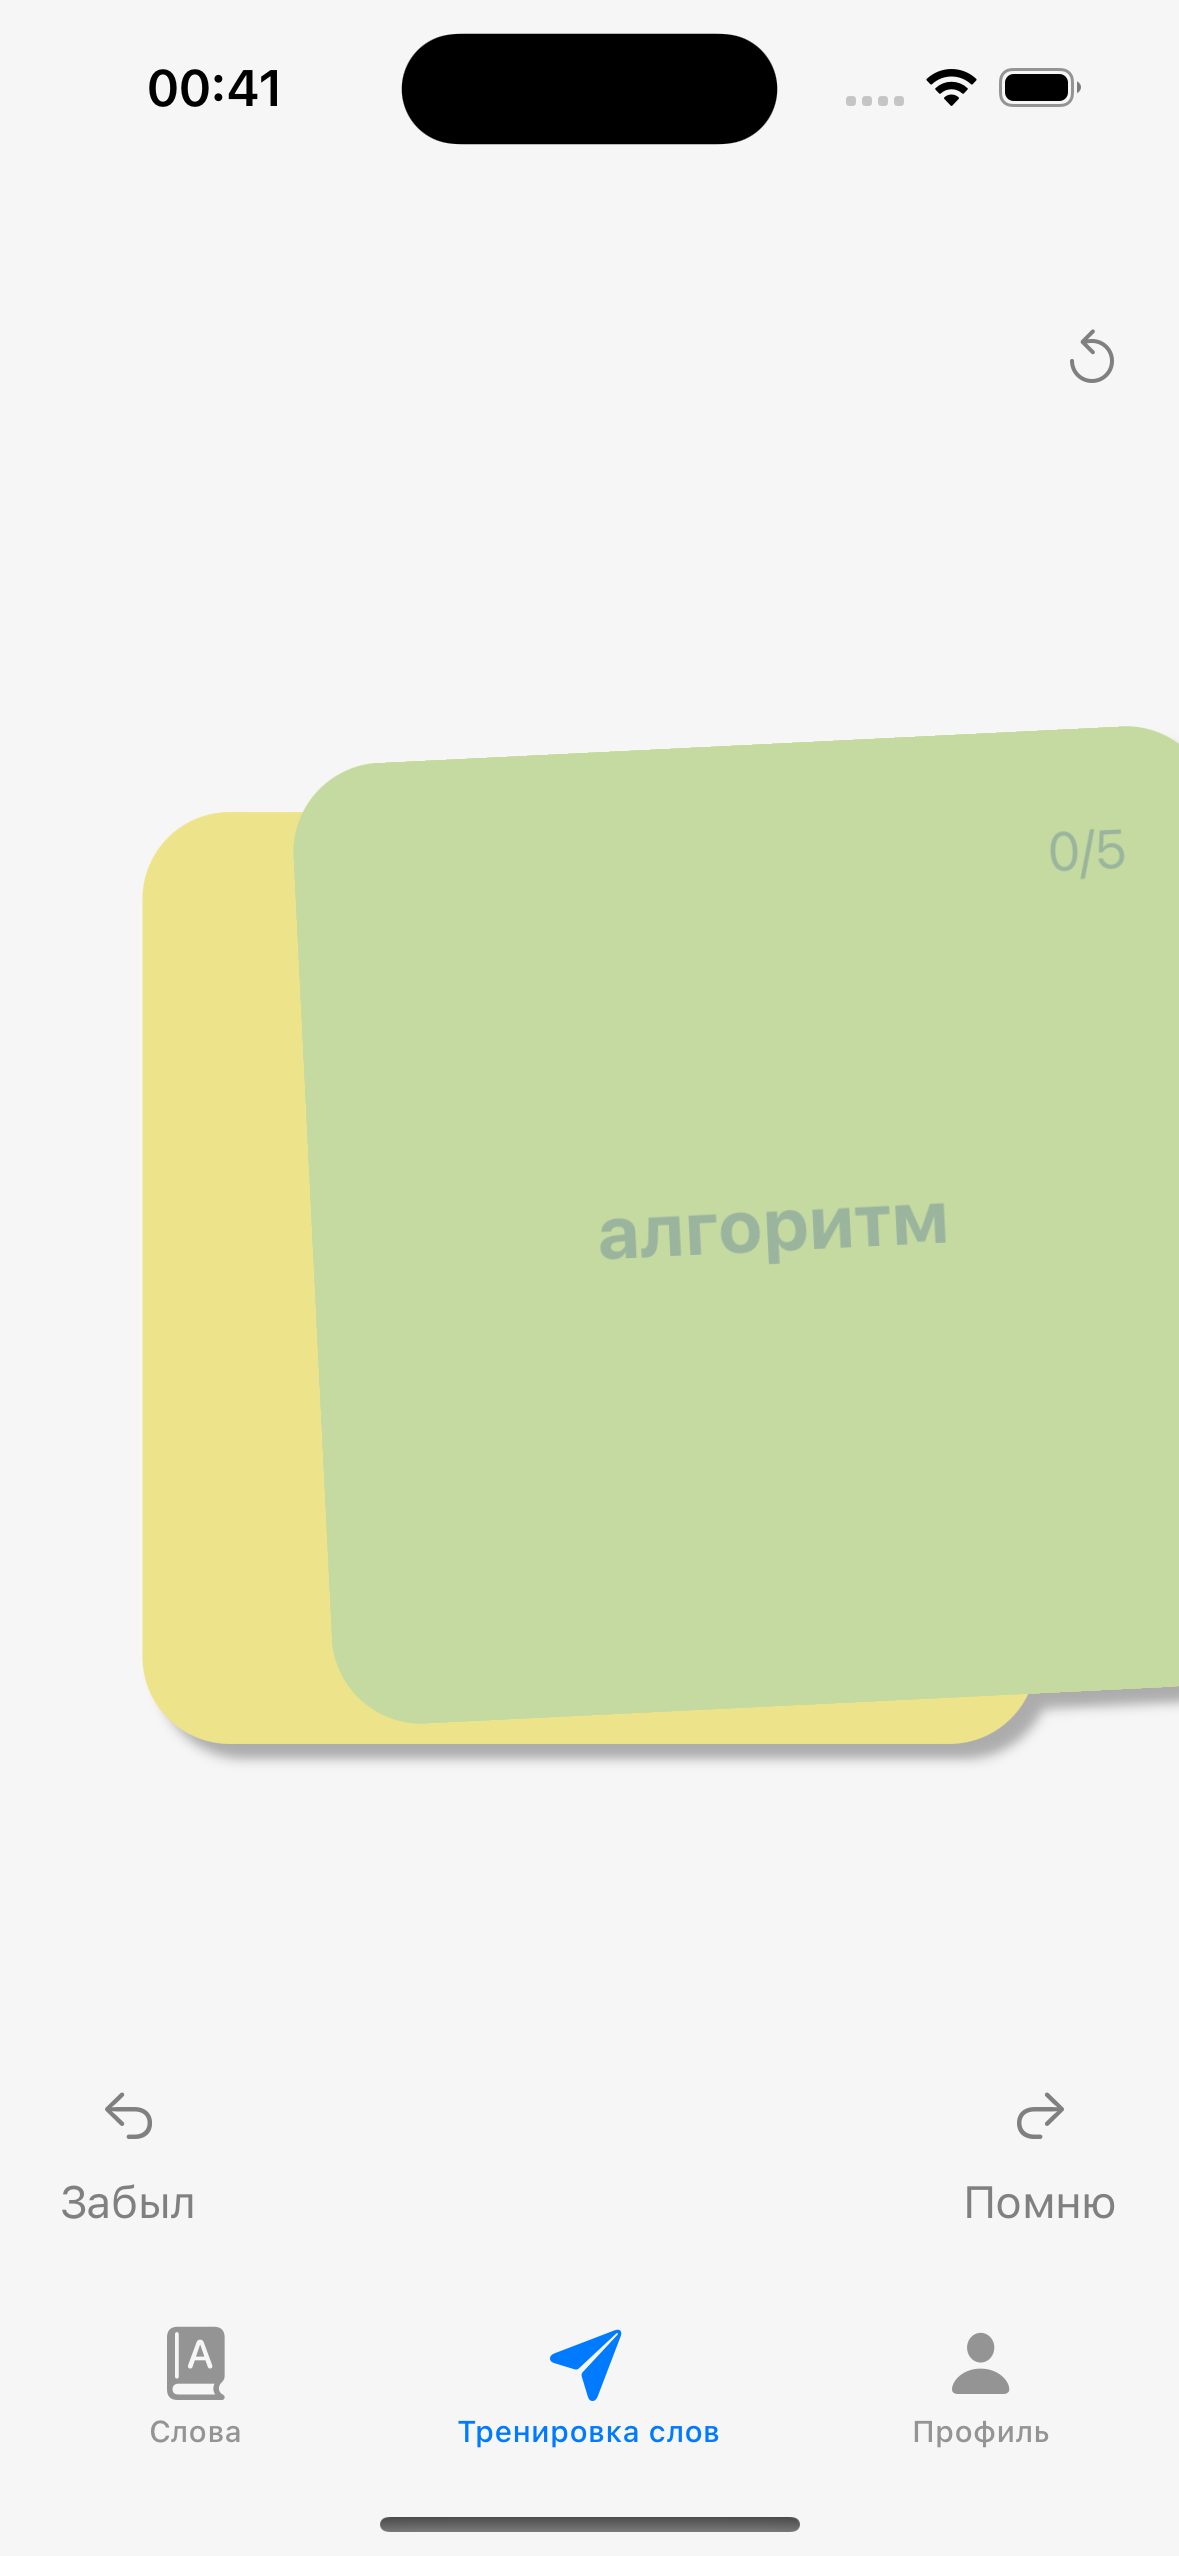 00:41
0/5
алгоритм
Забыл
Помню
A
Слова
Тренировка слов
Профиль